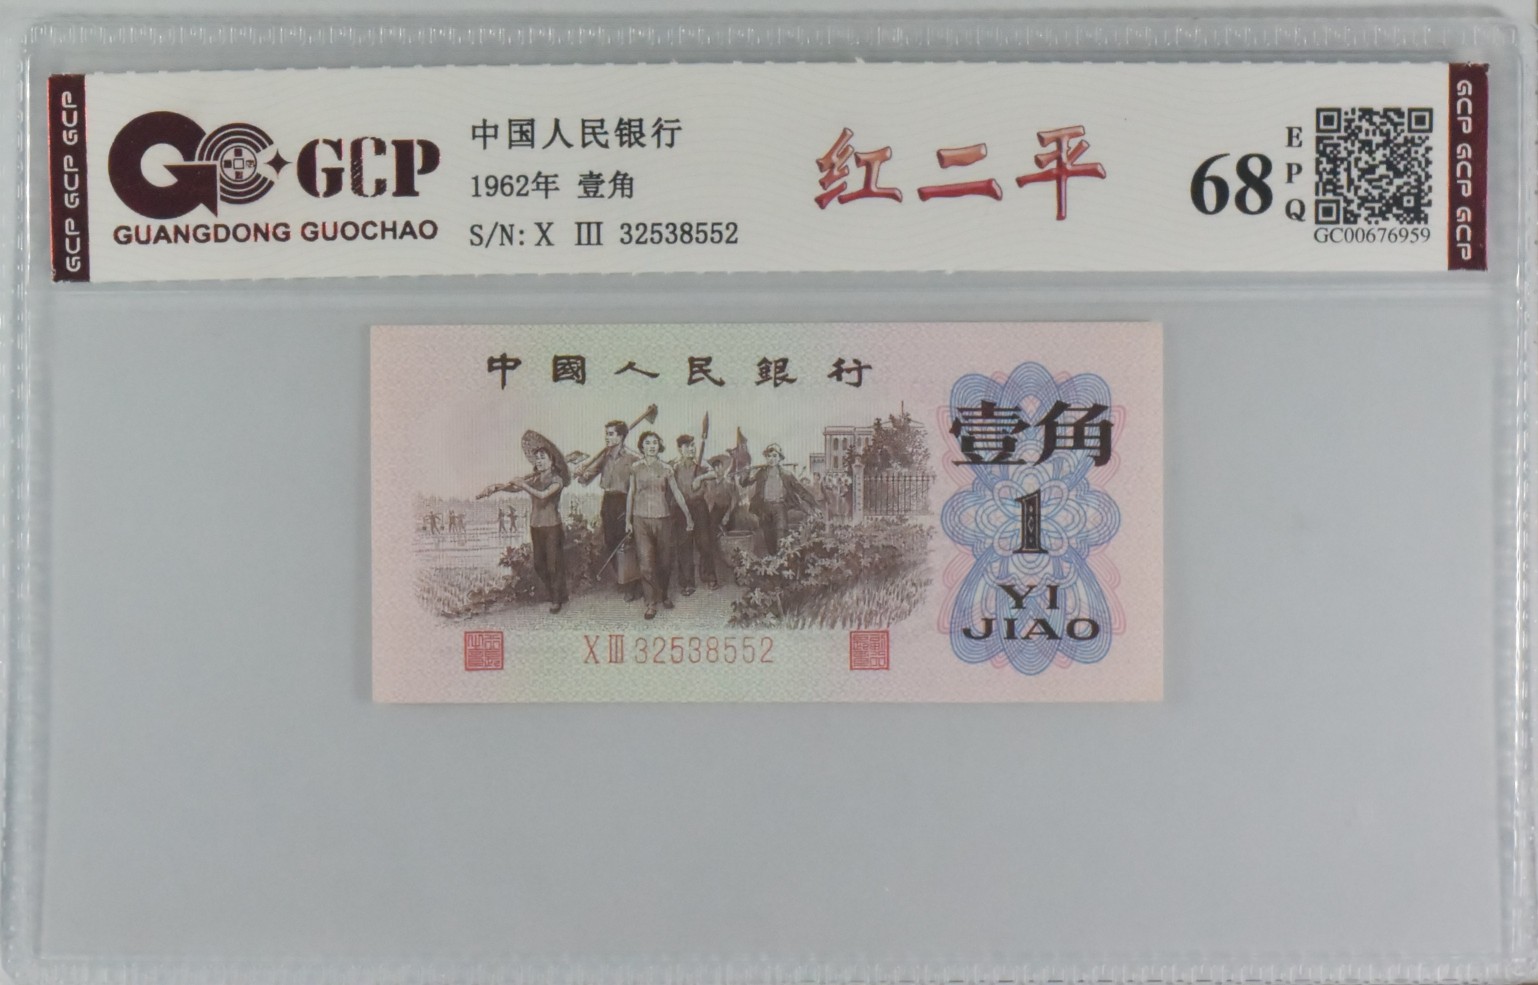 GCP GCP GCP
GCP
GUANGDONG GUOCHAO
中国人民银行
1962年 壹角
S/N: X Ⅲ 32538552
红二平
68
EPQ
GC00676959
GCP GCP GCP
中國人民銀行
壹角
1
YI
JIAO
XⅢ 32538552